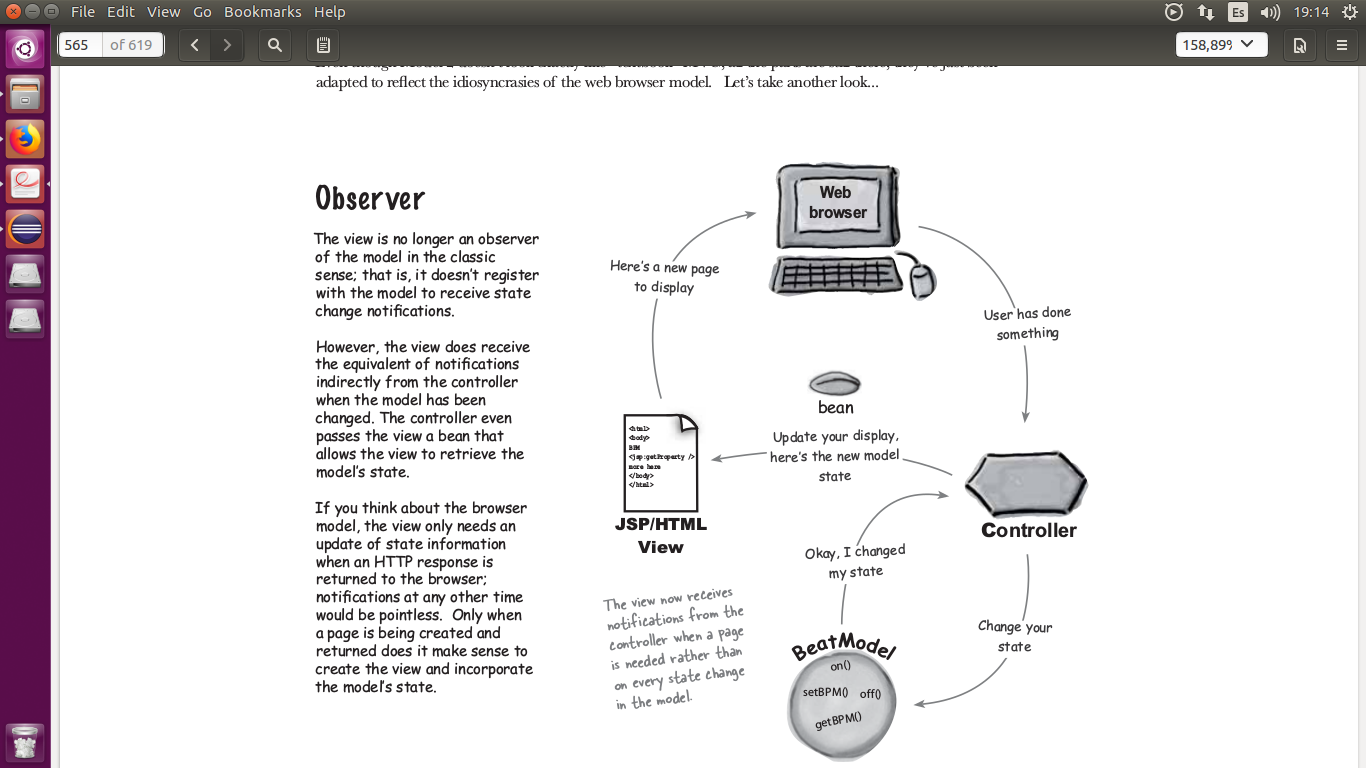 File Edit View Go Bookmarks Help
Es
19:14
565 of 619
158,89%
adapted to reflect the idiosyncrasies of the web browser model. Let's take another look...
Observer
The view is no longer an observer
of the model in the classic
sense; that is, it doesn't register
with the model to receive state
change notifications.
However, the view does receive
the equivalent of notifications
indirectly from the controller
when the model has been
changed. The controller even
passes the view a bean that
allows the view to retrieve the
model's state.
If you think about the browser
model, the view only needs an
update of state information
when an HTTP response is
returned to the browser;
notifications at any other time
would be pointless. Only when
a page is being created and
returned does it make sense to
create the view and incorporate
the model's state.
Web
browser
Here's a new page
to display
User has done
something
bean
Update your display,
here's the new model
state
<html>
<body>
BPM
<jsp:getProperty />
more here
</body>
</html>
JSP/HTML
View
Controller
Okay, I changed
my state
Change your
state
The view now receives
notifications from the
controller when a page
is needed rather than
on every state change
in the model.
BeatModel
on()
setBPM() off()
getBPM()